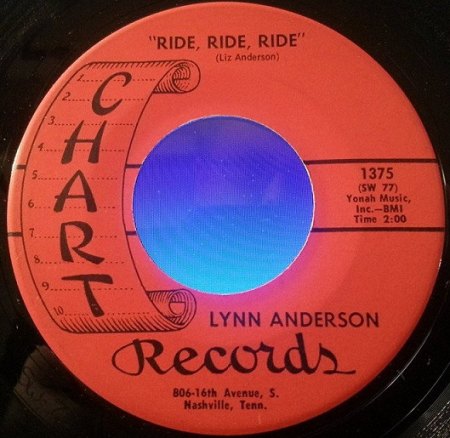 "RIDE, RIDE, RIDE"
(Liz Anderson)
1
2
3
4
5
6
7
8
9
10
CHART
1375
(SW 77)
Yonah Music,
Inc.—BMI
Time 2:00
LYNN ANDERSON
Records
806-16th Avenue, S.
Nashville, Tenn.